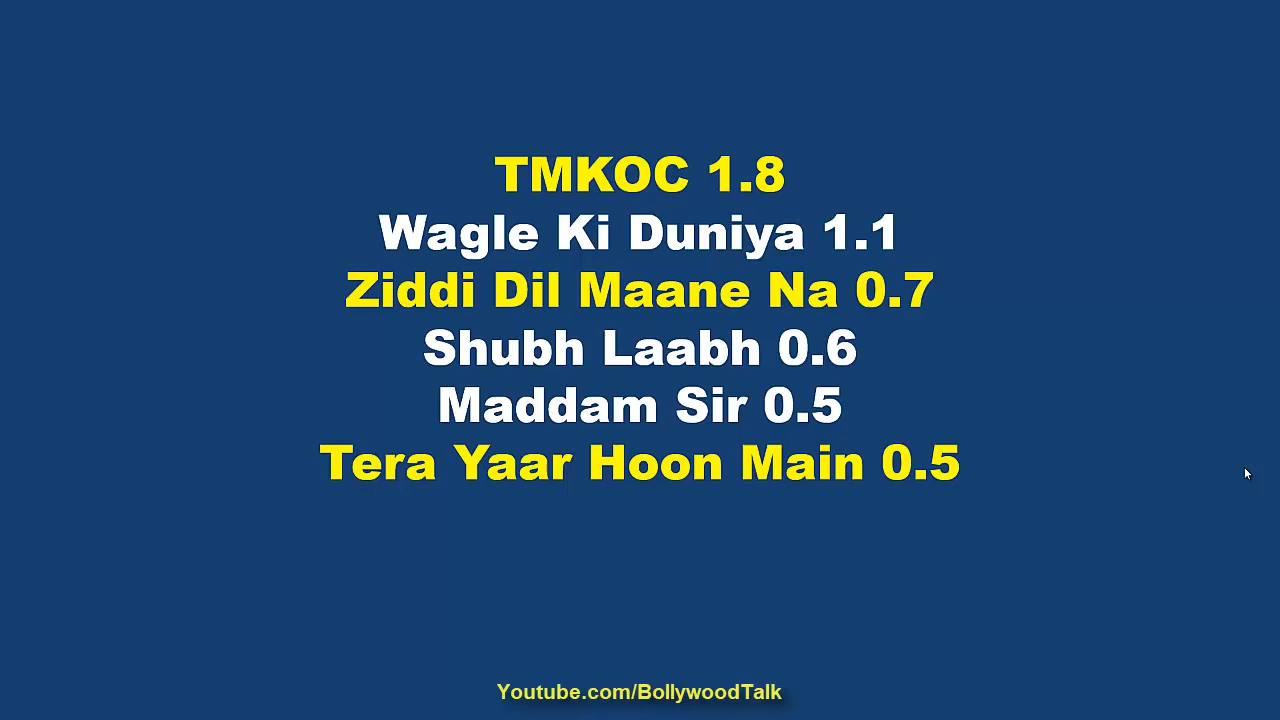 TMKOC 1.8
Wagle Ki Duniya 1.1
Ziddi Dil Maane Na 0.7
Shubh Laabh 0.6
Maddam Sir 0.5
Tera Yaar Hoon Main 0.5
Youtube.com/BollywoodTalk